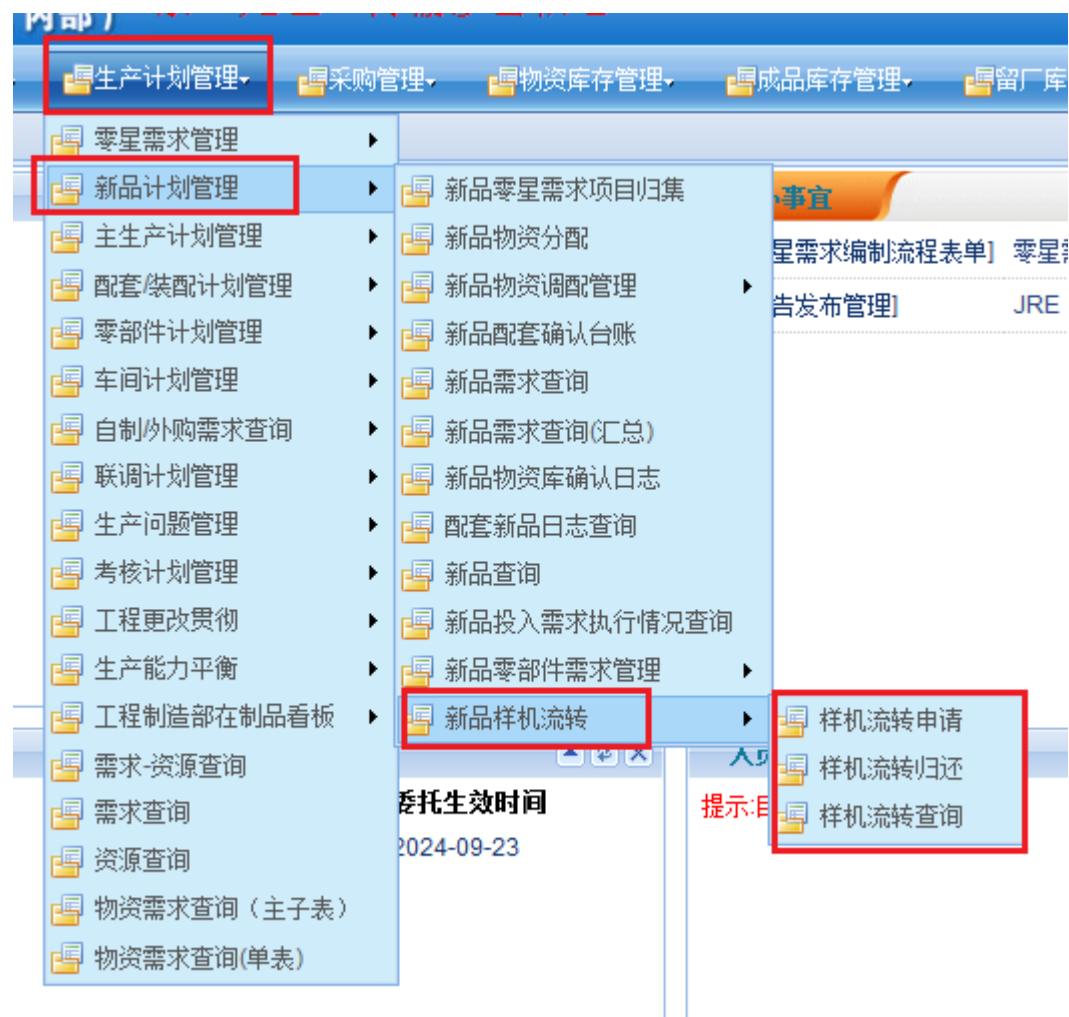 内部）
生产计划管理 采购管理 物资库存管理 成品库存管理 留厂库
零星需求管理
新品计划管理
主生产计划管理
配套/装配计划管理
零部件计划管理
车间计划管理
自制/外购需求查询
联调计划管理
生产问题管理
考核计划管理
工程更改贯彻
生产能力平衡
工程制造部在制品看板
需求-资源查询
需求查询
资源查询
物资需求查询（主子表）
物资需求查询(单表)
新品零星需求项目归集
新品物资分配
新品物资调配管理
新品配套确认台账
新品需求查询
新品需求查询(汇总)
新品物资库确认日志
配套新品日志查询
新品查询
新品投入需求执行情况查询
新品零部件需求管理
新品样机流转
样机流转申请
样机流转归还
样机流转查询
事宜
星需求编制流程表单] 零星
告发布管理] JRE
委托生效时间
2024-09-23
提示: